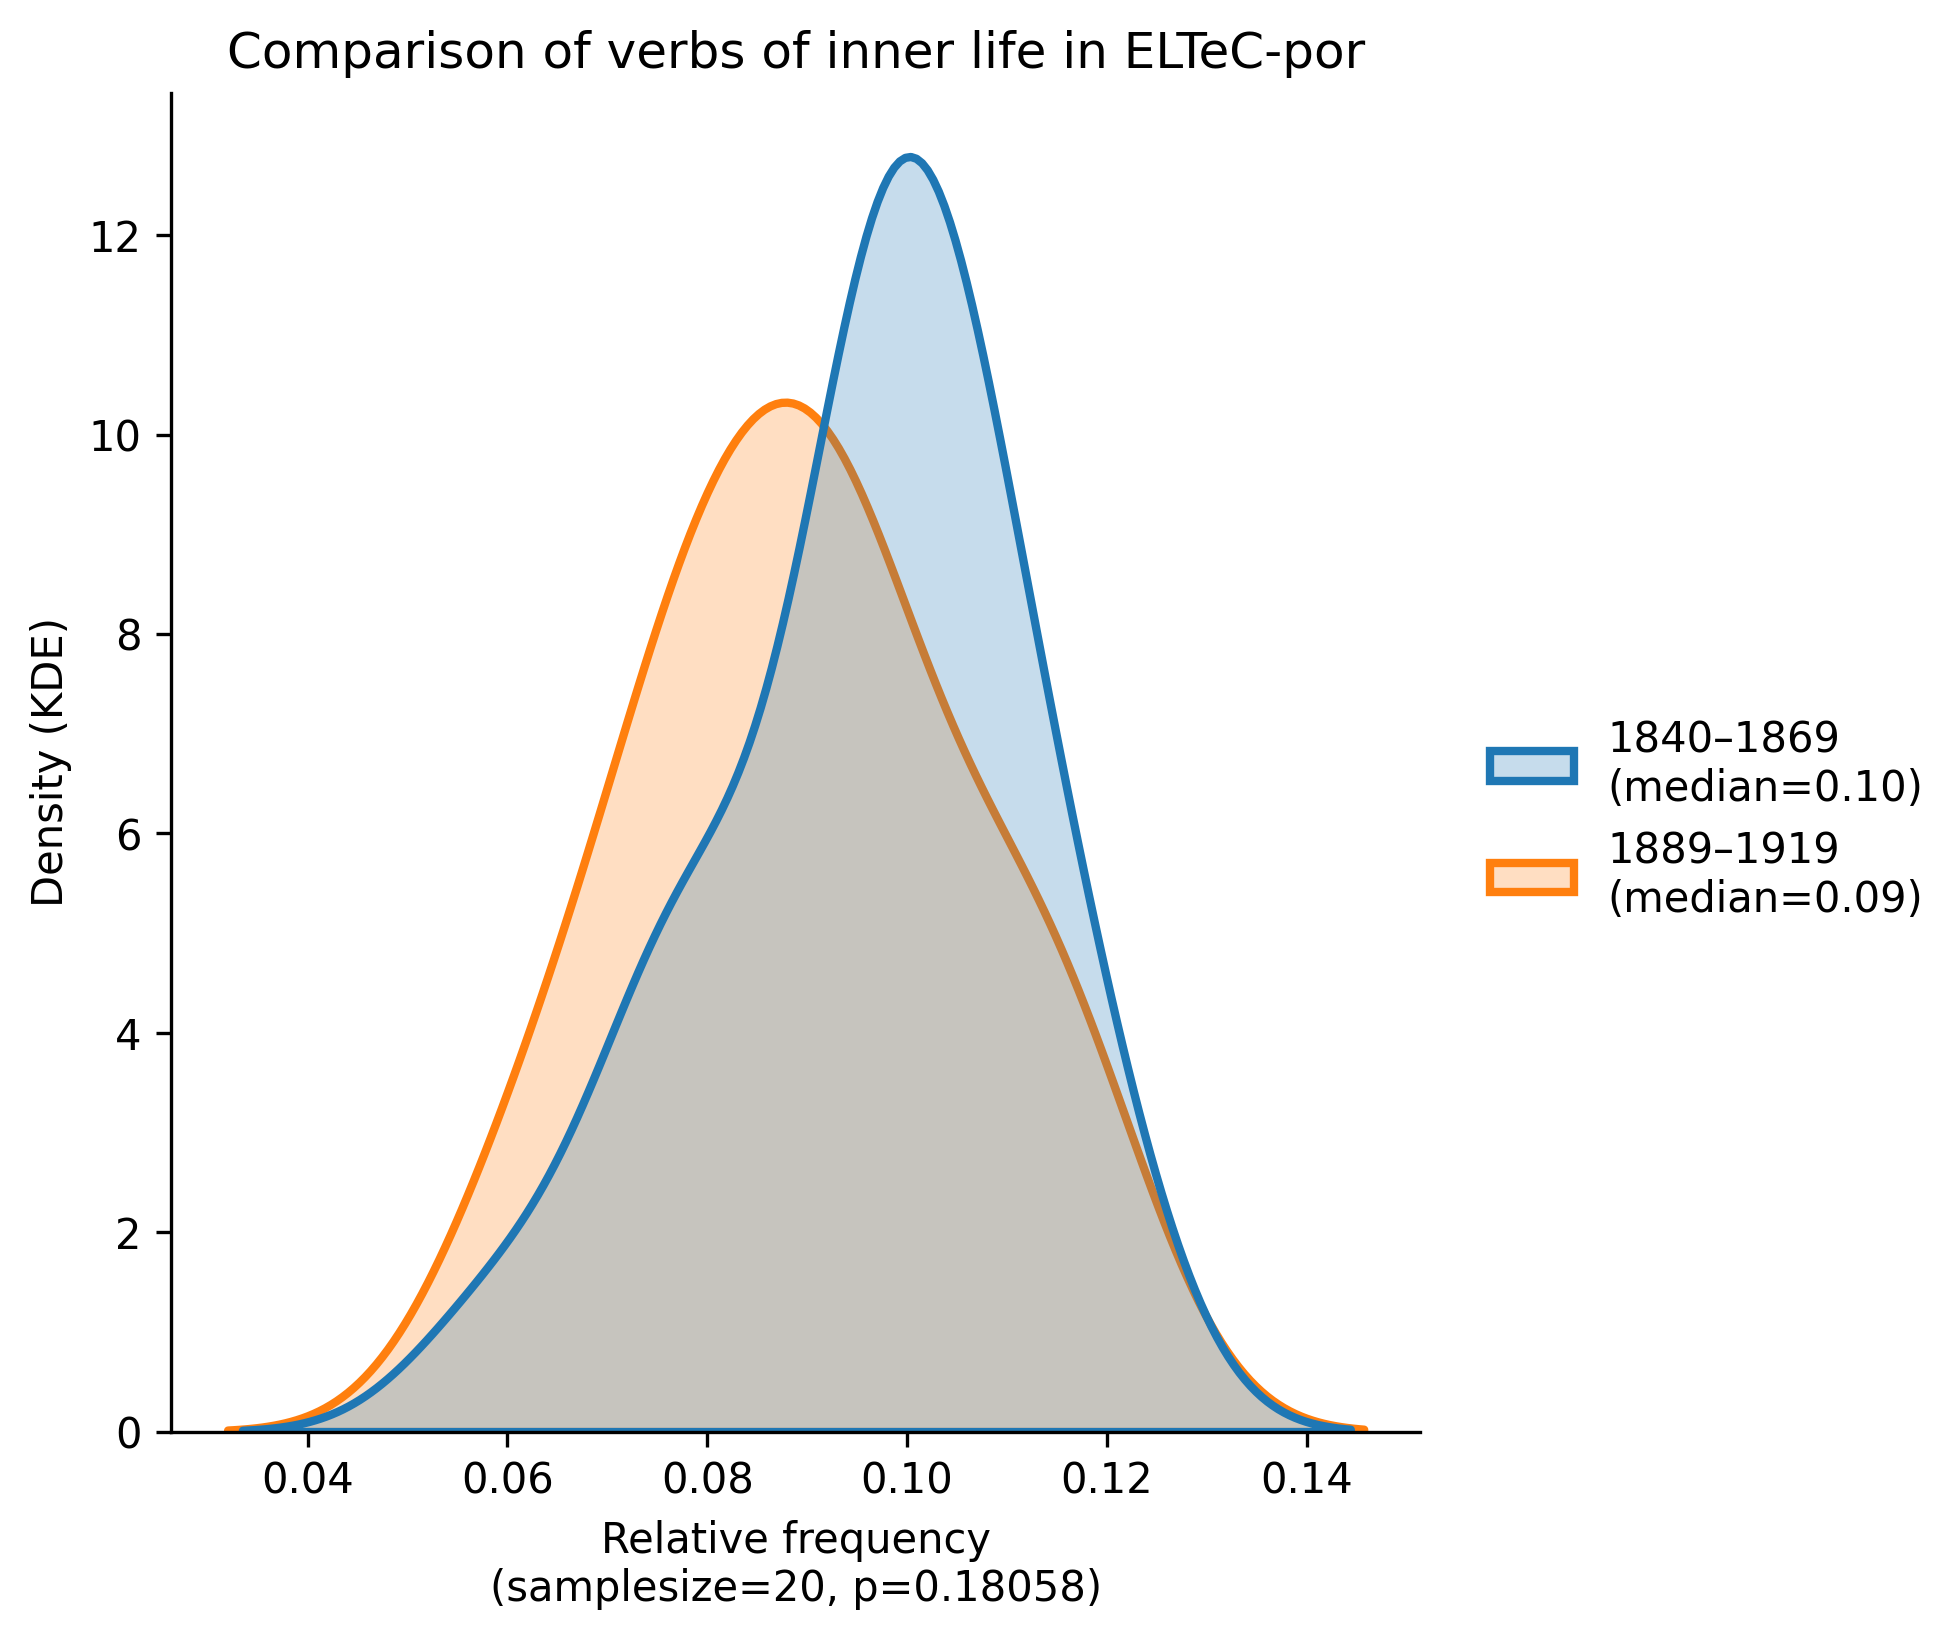 Comparison of verbs of inner life in ELTeC-por
Density (KDE)
12
10
8
6
4
2
0
0.04
0.06
0.08
0.10
0.12
0.14
Relative frequency
(samplesize=20, p=0.18058)
1840–1869
(median=0.10)
1889–1919
(median=0.09)